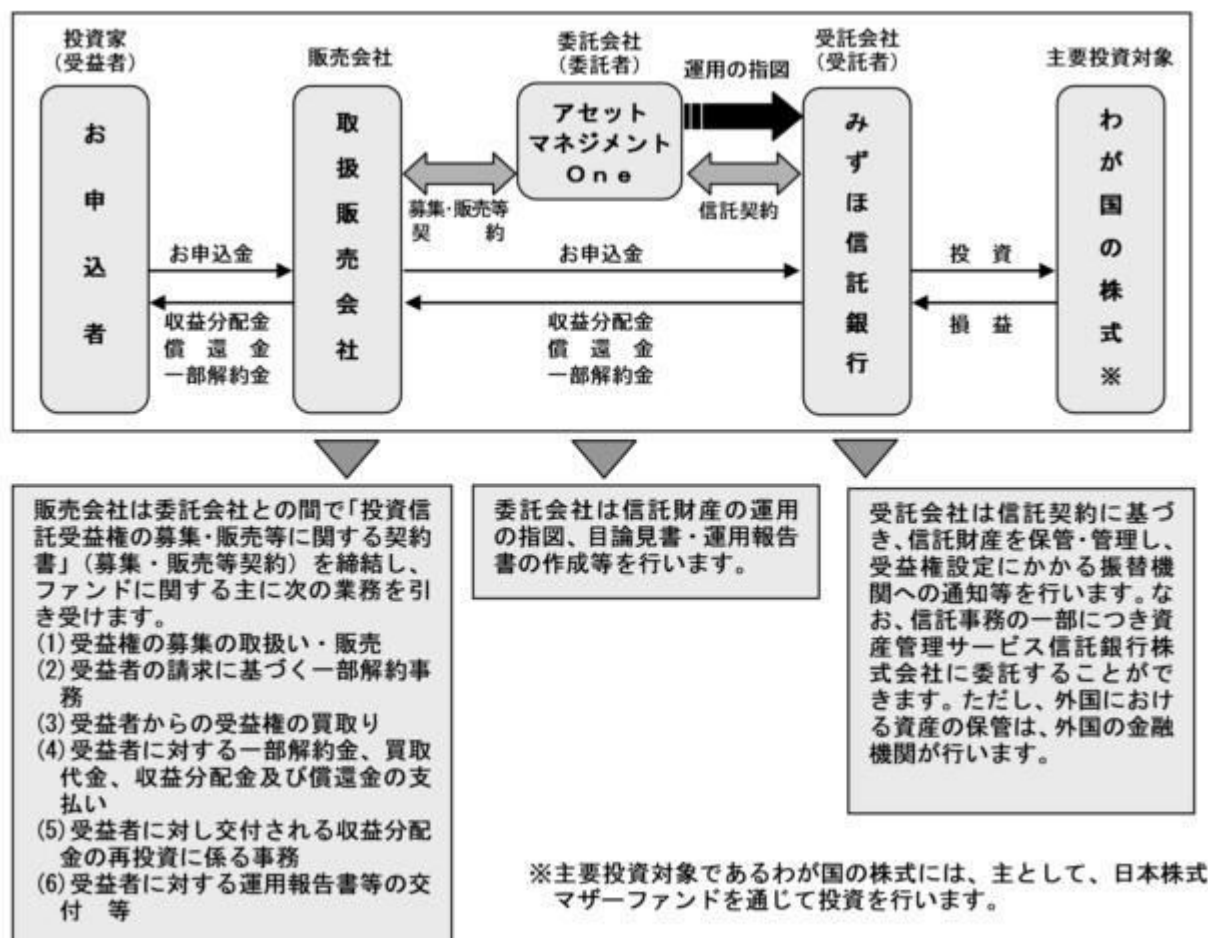 投資家
（受益者）
販売会社
委託会社
（委託者）
運用の指図
受託会社
（受託者）
主要投資対象
お申込者
取扱販売会社
アセット
マネジメント
Ｏｎｅ
みずほ信託銀行
わが国の株式※
募集・販売等
契　約
信託契約
お申込金
お申込金
投　資
収益分配金
償　還　金
一部解約金
収益分配金
償　還　金
一部解約金
損　益
販売会社は委託会社との間で「投資信
託受益権の募集・販売等に関する契約
書」（募集・販売等契約）を締結し、
ファンドに関する主に次の業務を引
き受けます。
(1)受益権の募集の取扱い・販売
(2)受益者の請求に基づく一部解約事
務
(3)受益者からの受益権の買取り
(4)受益者に対する一部解約金、買取
代金、収益分配金及び償還金の支
払い
(5)受益者に対し交付される収益分配
金の再投資に係る事務
(6)受益者に対する運用報告書等の交
付　等
委託会社は信託財産の運用
の指図、目論見書・運用報告
書の作成等を行います。
受託会社は信託契約に基づ
き、信託財産を保管・管理し、
受益権設定にかかる振替機
関への通知等を行います。な
お、信託事務の一部につき資
産管理サービス信託銀行株
式会社に委託することがで
きます。ただし、外国におけ
る資産の保管は、外国の金融
機関が行います。
※主要投資対象であるわが国の株式には、主として、日本株式
マザーファンドを通じて投資を行います。